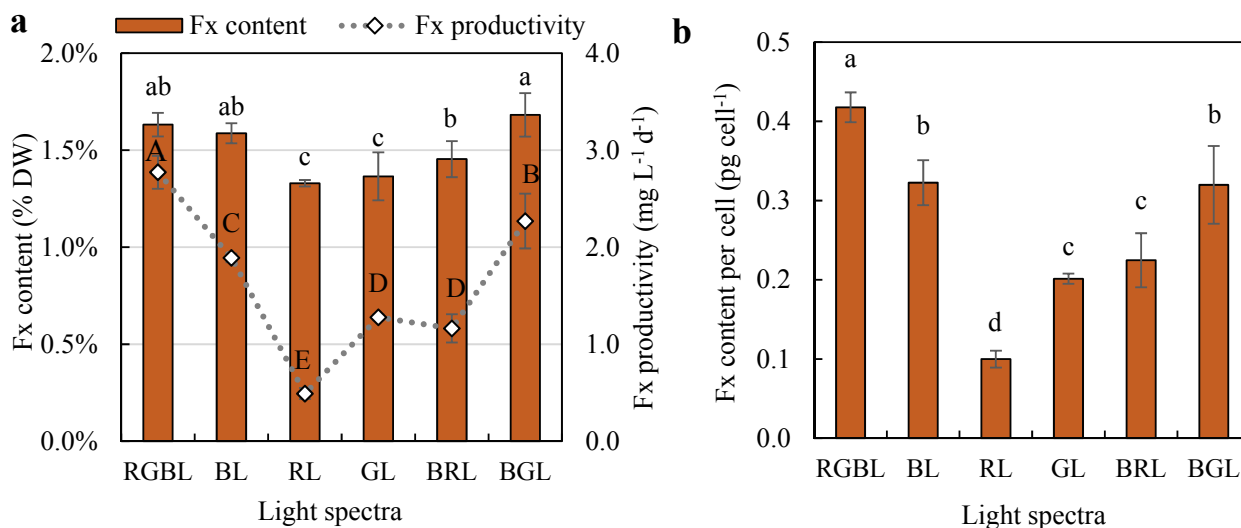 a
Fx content
Fx productivity
2.0%
1.5%
1.0%
0.5%
0.0%
Fx content (% DW)
4.0
3.0
2.0
1.0
0.0
Fx productivity (mg L⁻¹ d⁻¹)
ab
ab
c
c
b
a
A
C
E
D
D
B
RGBL BL RL GL BRL BGL
Light spectra
b
0.5
0.4
0.3
0.2
0.1
0.0
Fx content per cell (pg cell⁻¹)
a
b
d
c
c
b
RGBL BL RL GL BRL BGL
Light spectra